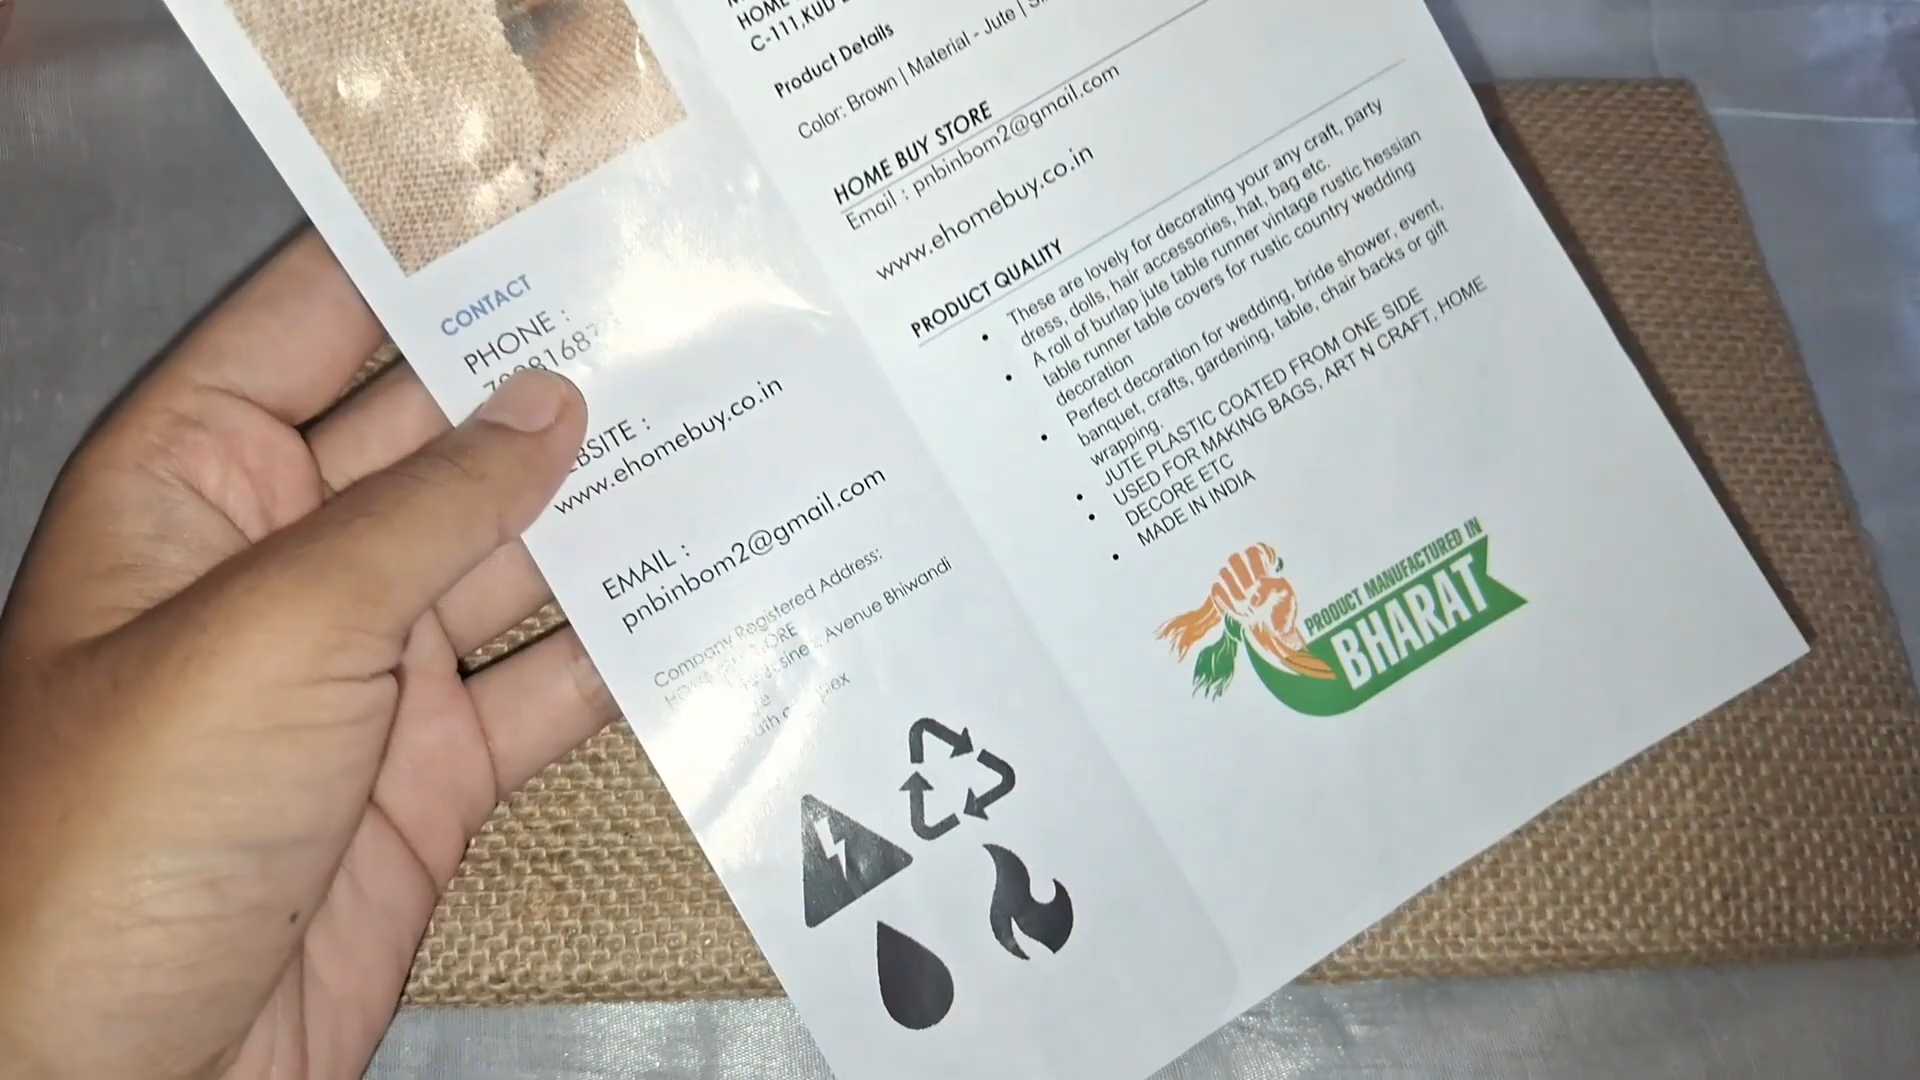 CONTACT
PHONE :
WEBSITE :
www.ehomebuy.co.in
EMAIL :
pnbinbom2@gmail.com
Company Registered Address:
Avenue Bhiwandi
HOME
C-111,KUD
Product Details
Color: Brown | Material - Jute |
HOME BUY STORE
Email : pnbinbom2@gmail.com
www.ehomebuy.co.in
PRODUCT QUALITY
• These are lovely for decorating your any craft, party
dress, dolls, hair accessories, hat, bag etc.
• A roll of burlap jute table runner vintage rustic hessian
table runner table covers for rustic country wedding
decoration
• Perfect decoration for wedding, bride shower, event,
banquet, crafts, gardening, table, chair backs or gift
wrapping.
• JUTE PLASTIC COATED FROM ONE SIDE
• USED FOR MAKING BAGS, ART N CRAFT, HOME
DECORE ETC
• MADE IN INDIA
PRODUCT MANUFACTURED IN
BHARAT